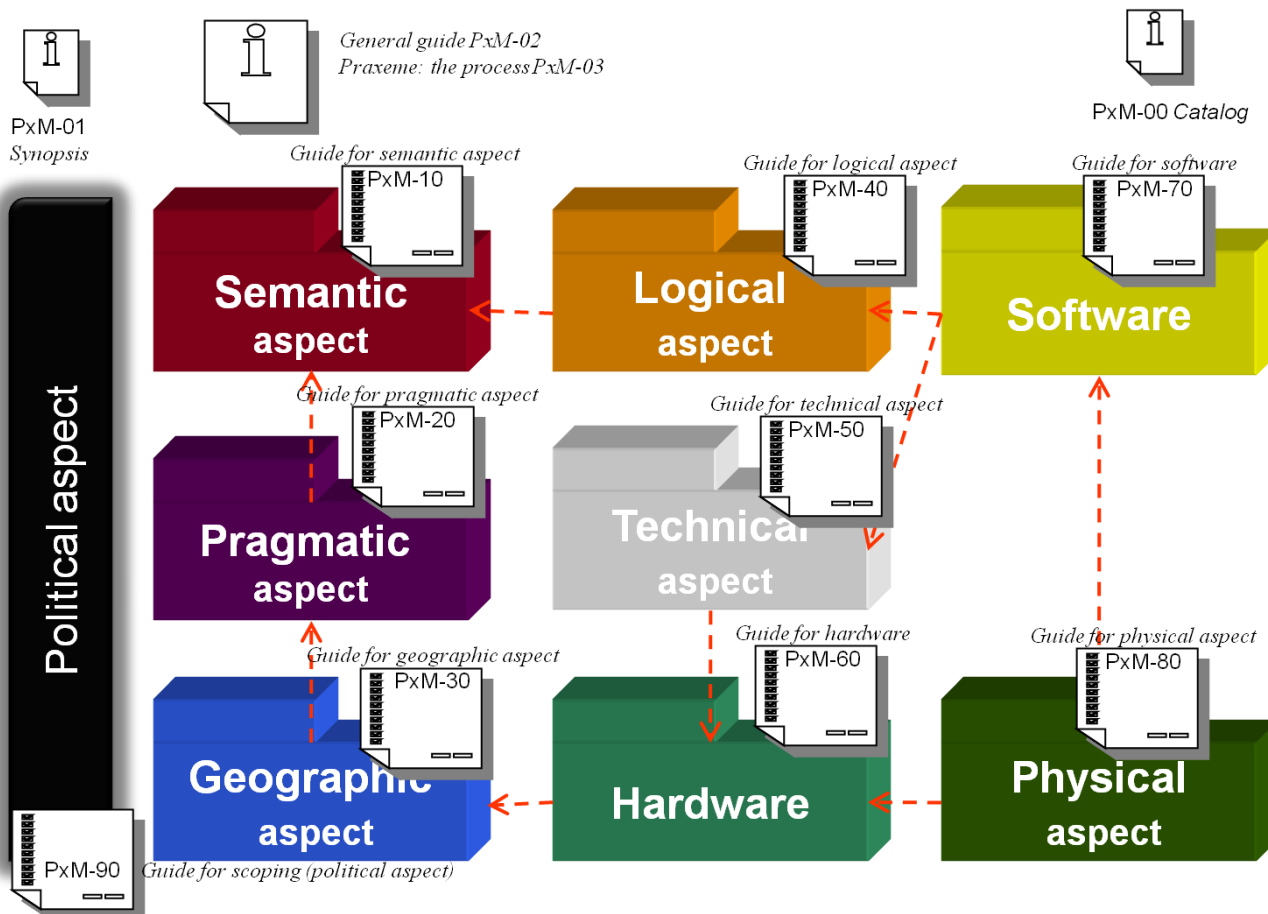 General guide PxM-02
Praxeme: the process PxM-03
PxM-01
Synopsis
PxM-00 Catalog
Guide for semantic aspect
PxM-10
Semantic
aspect
Guide for logical aspect
PxM-40
Logical
aspect
Guide for software
PxM-70
Software
Political aspect
Guide for pragmatic aspect
PxM-20
Pragmatic
aspect
Guide for technical aspect
PxM-50
Technical
aspect
Guide for geographic aspect
PxM-30
Geographic
aspect
Guide for hardware
PxM-60
Hardware
Guide for physical aspect
PxM-80
Physical
aspect
PxM-90
Guide for scoping (political aspect)